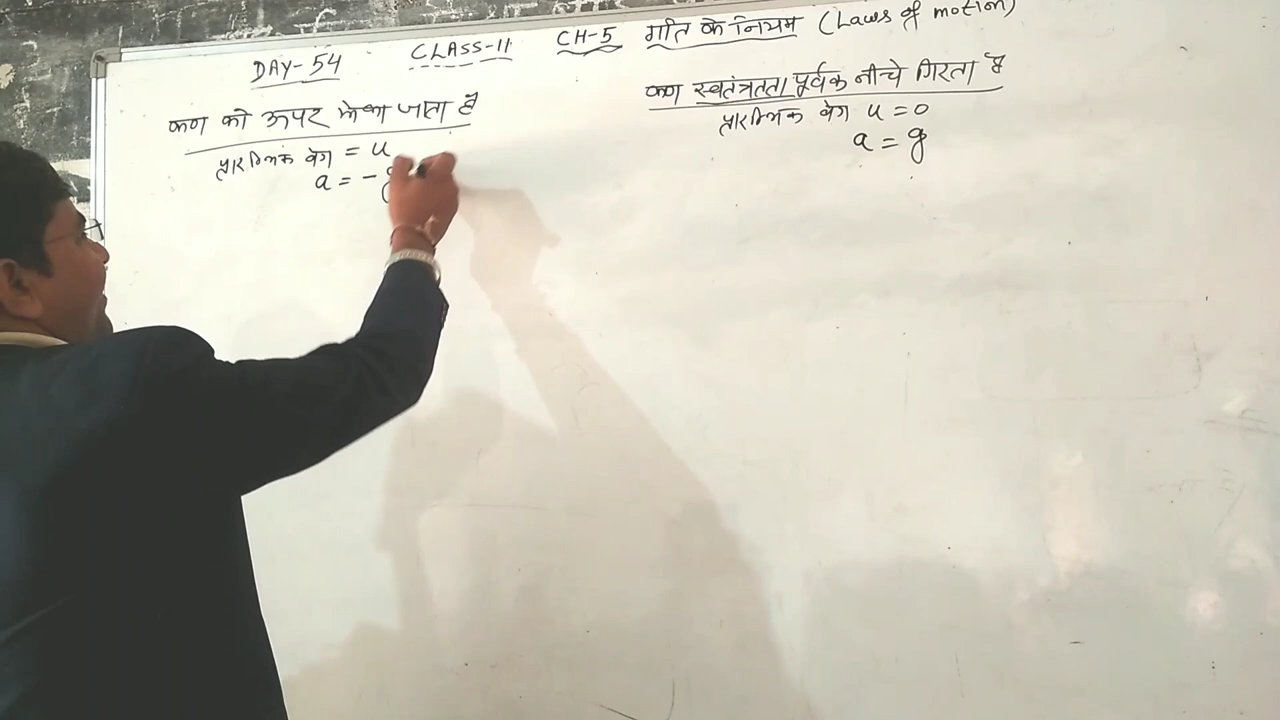 DAY-54 CLASS-11 CH-5 गति के नियम (Laws of motion)
कण को ऊपर फेंका जाता है
प्रारम्भिक वेग = u
a = -g
कण स्वतंत्रतता पूर्वक नीचे गिरता है
प्रारम्भिक वेग u = 0
a = g